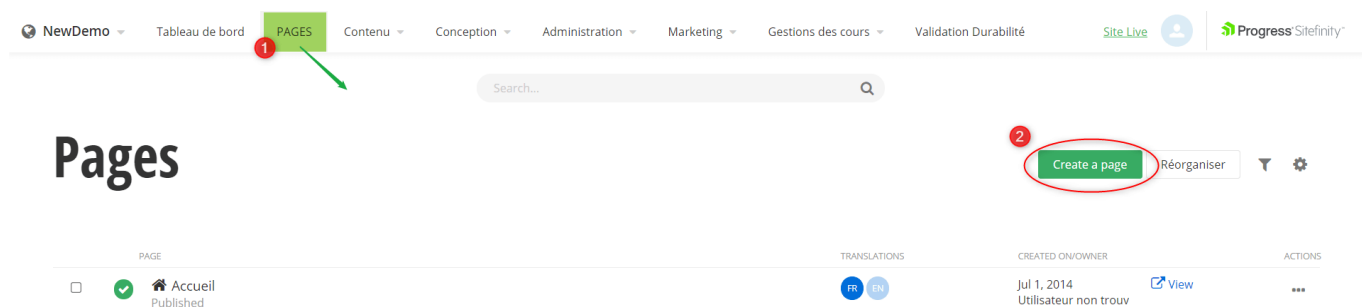 NewDemo Tableau de bord PAGES Contenu Conception Administration Marketing Gestions des cours Validation Durabilité Site Live Progress Sitefinity
1
Search...
2
Pages Create a page Réorganiser
PAGE TRANSLATIONS CREATED ON/OWNER ACTIONS
Accueil FR EN Jul 1, 2014 View
Published Utilisateur non trouv